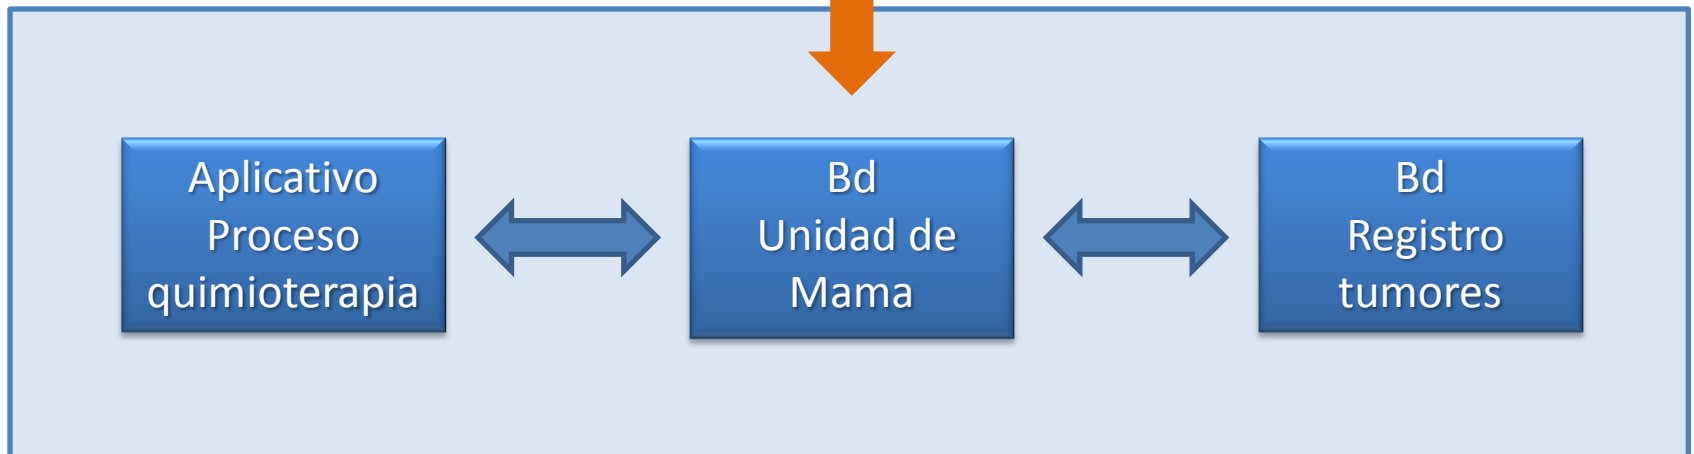 Aplicativo
Proceso
quimioterapia
Bd
Unidad de
Mama
Bd
Registro
tumores